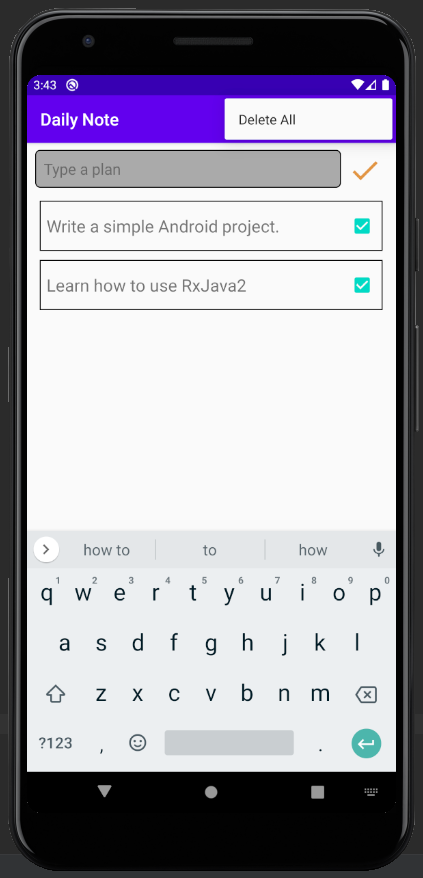 3:43
Daily Note
Delete All
Type a plan
Write a simple Android project.
Learn how to use RxJava2
how to to how
1 2 3 4 5 6 7 8 9 0
q w e r t y u i o p
a s d f g h j k l
z x c v b n m
?123 , .